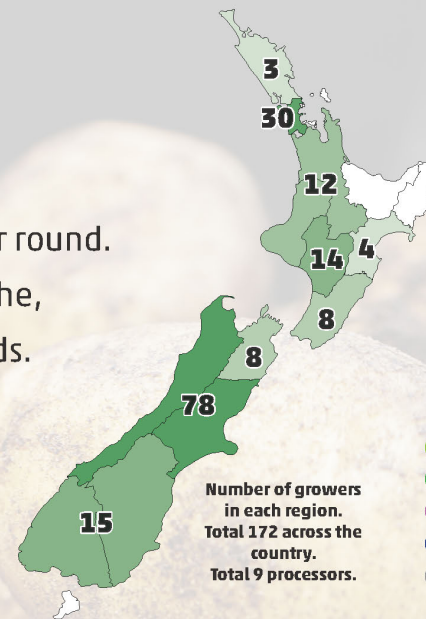 3
30
12
r round.
4
14
he,
8
ds.
8
78
Number of growers
in each region.
15
Total 172 across the
country.
Total 9 processors.